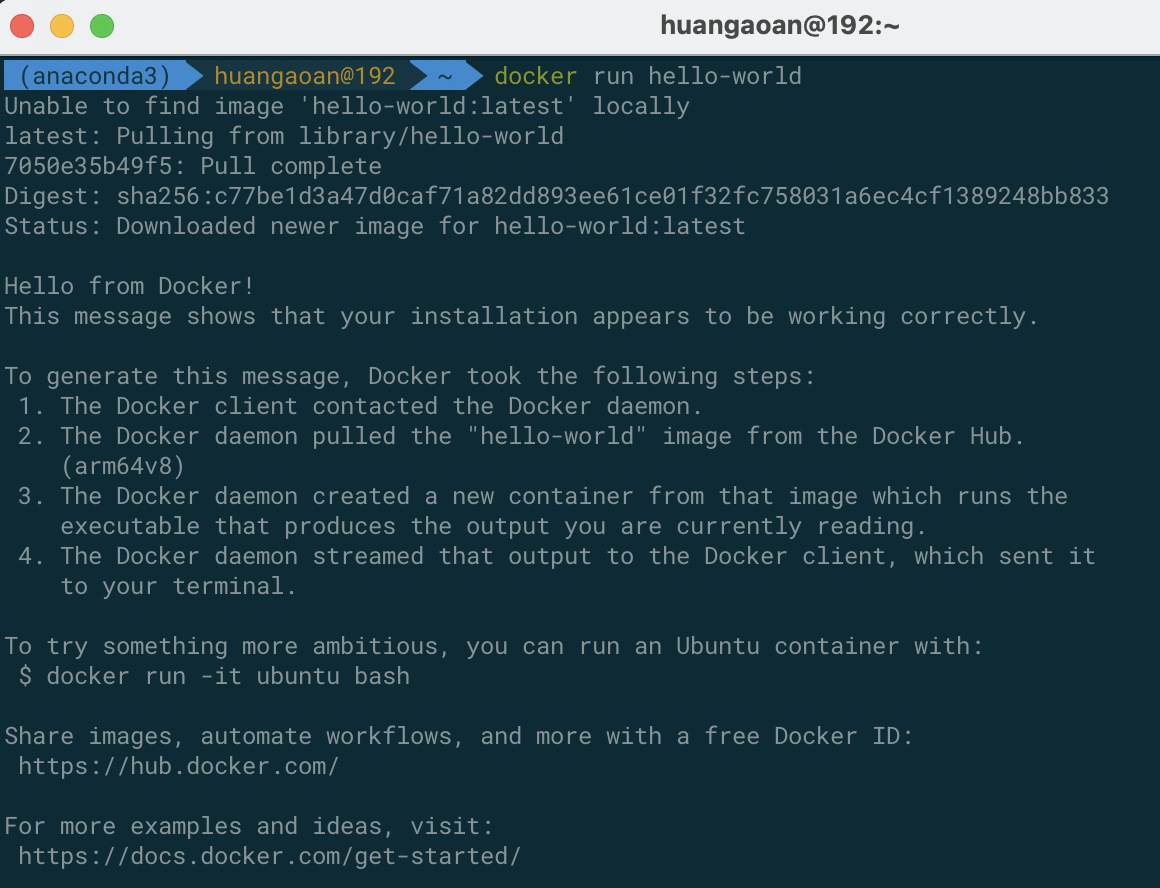 huangaoan@192:~
(anaconda3) huangaoan@192 ~ docker run hello-world
Unable to find image 'hello-world:latest' locally
latest: Pulling from library/hello-world
7050e35b49f5: Pull complete
Digest: sha256:c77be1d3a47d0caf71a82dd893ee61ce01f32fc758031a6ec4cf1389248bb833
Status: Downloaded newer image for hello-world:latest

Hello from Docker!
This message shows that your installation appears to be working correctly.

To generate this message, Docker took the following steps:
 1. The Docker client contacted the Docker daemon.
 2. The Docker daemon pulled the "hello-world" image from the Docker Hub.
    (arm64v8)
 3. The Docker daemon created a new container from that image which runs the
    executable that produces the output you are currently reading.
 4. The Docker daemon streamed that output to the Docker client, which sent it
    to your terminal.

To try something more ambitious, you can run an Ubuntu container with:
 $ docker run -it ubuntu bash

Share images, automate workflows, and more with a free Docker ID:
 https://hub.docker.com/

For more examples and ideas, visit:
 https://docs.docker.com/get-started/